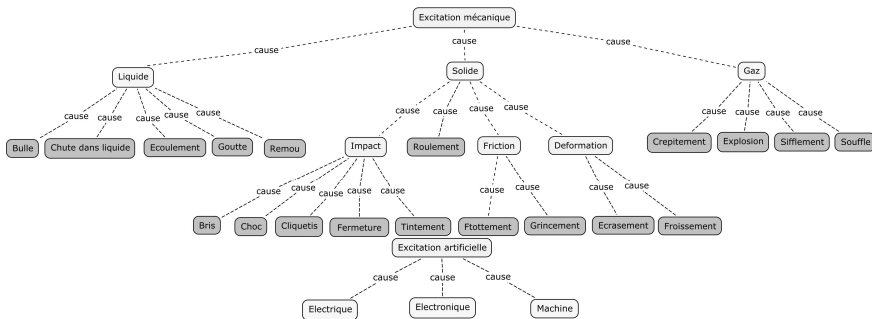 Excitation mécanique
cause cause cause
Liquide Solide Gaz
cause cause cause cause cause cause cause cause cause cause cause cause cause
Bulle Chute dans liquide Ecoulement Goutte Remou Impact Roulement Friction Deformation Crepitement Explosion Sifflement Souffle
cause cause cause cause cause cause cause cause cause
Bris Choc Cliquetis Fermeture Tintement Ftottement Grincement Ecrasement Froissement
Excitation artificielle
cause cause cause
Electrique Electronique Machine